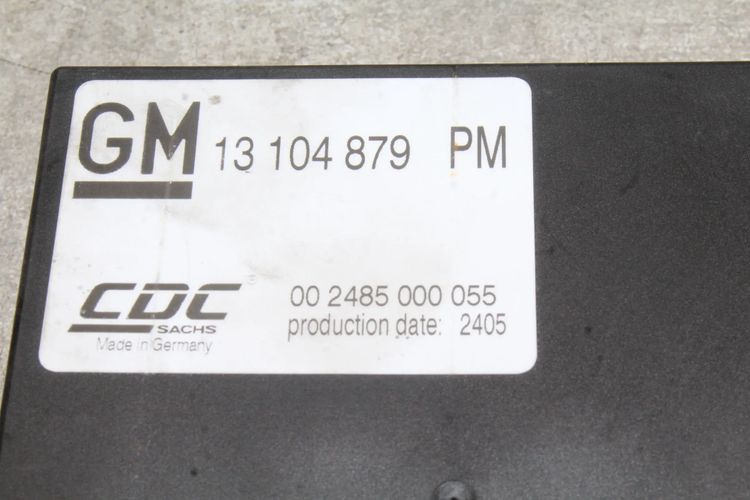 GM 13 104 879 PM
CDC 00 2485 000 055
SACHS production date: 2405
Made in Germany